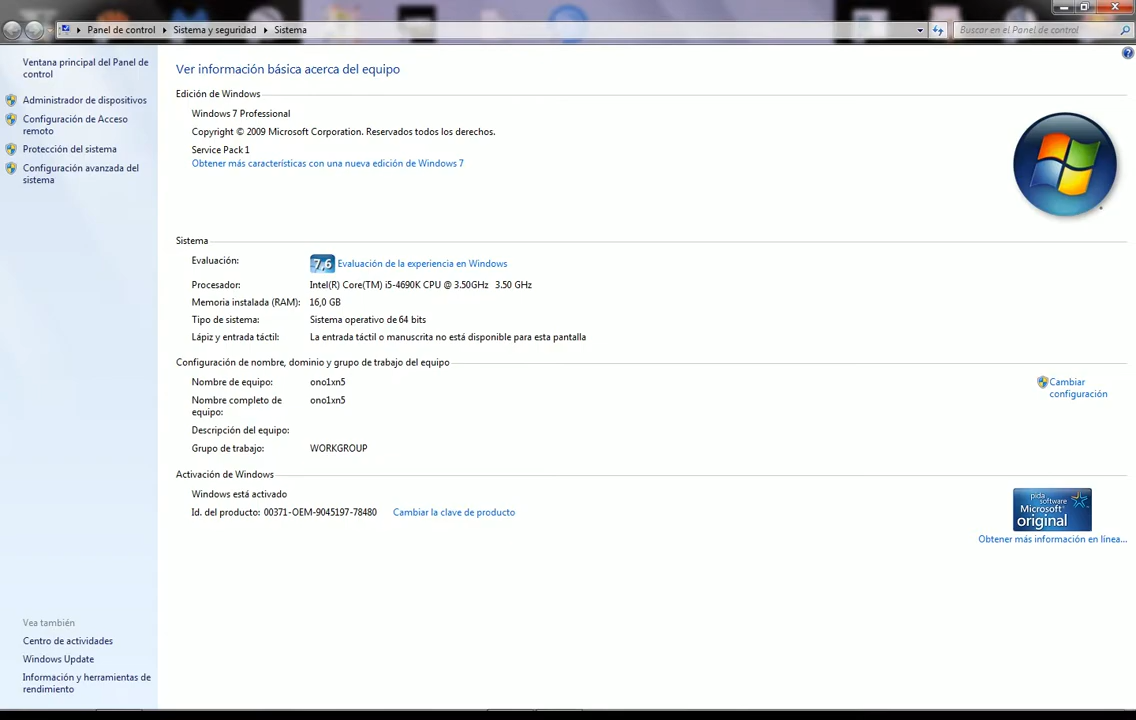 Panel de control ▸ Sistema y seguridad ▸ Sistema
Buscar en el Panel de control
Ventana principal del Panel de
control
Administrador de dispositivos
Configuración de Acceso
remoto
Protección del sistema
Configuración avanzada del
sistema
Ver información básica acerca del equipo
Edición de Windows
Windows 7 Professional
Copyright © 2009 Microsoft Corporation. Reservados todos los derechos.
Service Pack 1
Obtener más características con una nueva edición de Windows 7
Sistema
Evaluación: 7,6 Evaluación de la experiencia en Windows
Procesador: Intel(R) Core(TM) i5-4690K CPU @ 3.50GHz 3.50 GHz
Memoria instalada (RAM): 16,0 GB
Tipo de sistema: Sistema operativo de 64 bits
Lápiz y entrada táctil: La entrada táctil o manuscrita no está disponible para esta pantalla
Configuración de nombre, dominio y grupo de trabajo del equipo
Nombre de equipo: ono1xn5
Cambiar
configuración
Nombre completo de
equipo:
ono1xn5
Descripción del equipo:
Grupo de trabajo: WORKGROUP
Activación de Windows
Windows está activado
Id. del producto: 00371-OEM-9045197-78480 Cambiar la clave de producto
pida
software
Microsoft
original
Obtener más información en línea...
Vea también
Centro de actividades
Windows Update
Información y herramientas de
rendimiento